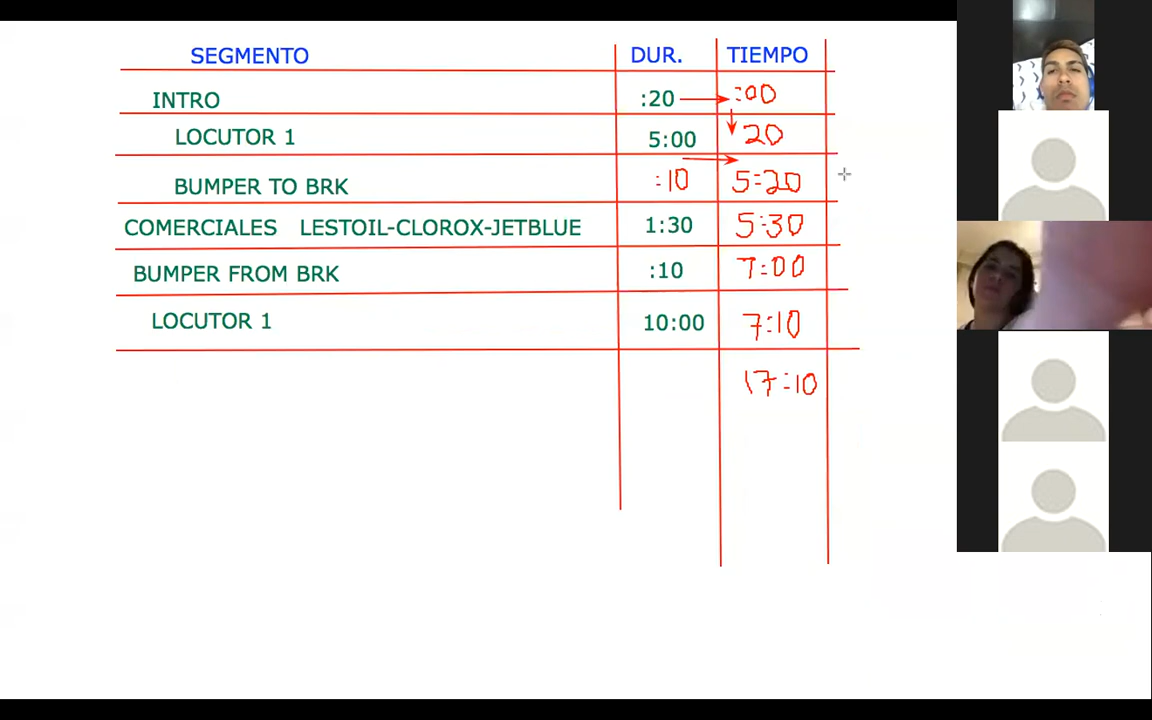 SEGMENTO DUR. TIEMPO
INTRO :20 :00
LOCUTOR 1 5:00 20
BUMPER TO BRK :10 5:20
COMERCIALES LESTOIL-CLOROX-JETBLUE 1:30 5:30
BUMPER FROM BRK :10 7:00
LOCUTOR 1 10:00 7:10
17:10